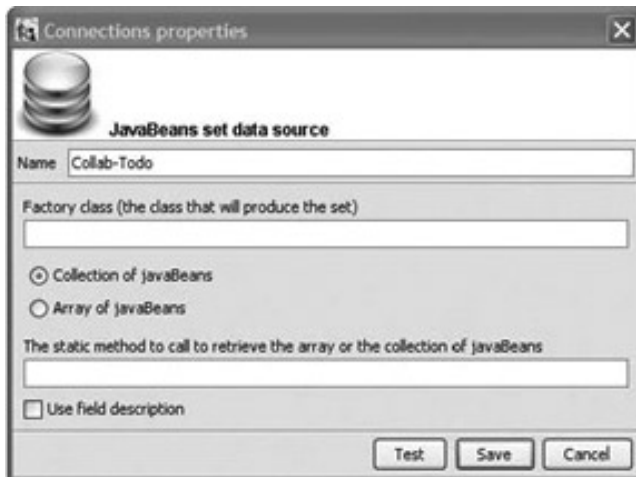 Connections properties
JavaBeans set data source
Name Collab-Todo
Factory class (the class that will produce the set)
Collection of javaBeans
Array of javaBeans
The static method to call to retrieve the array or the collection of javaBeans
Use field description
Test Save Cancel